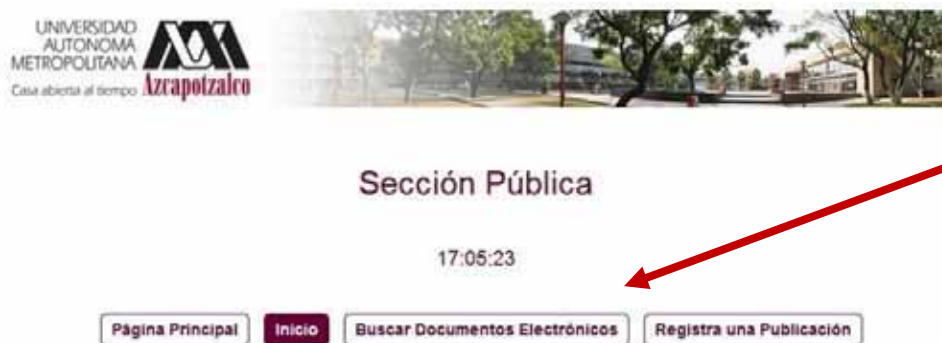 UNIVERSIDAD
AUTONOMA
METROPOLITANA
Casa abierta al tiempo Azcapotzalco
Sección Pública
17:05:23
Página Principal Inicio Buscar Documentos Electrónicos Registra una Publicación